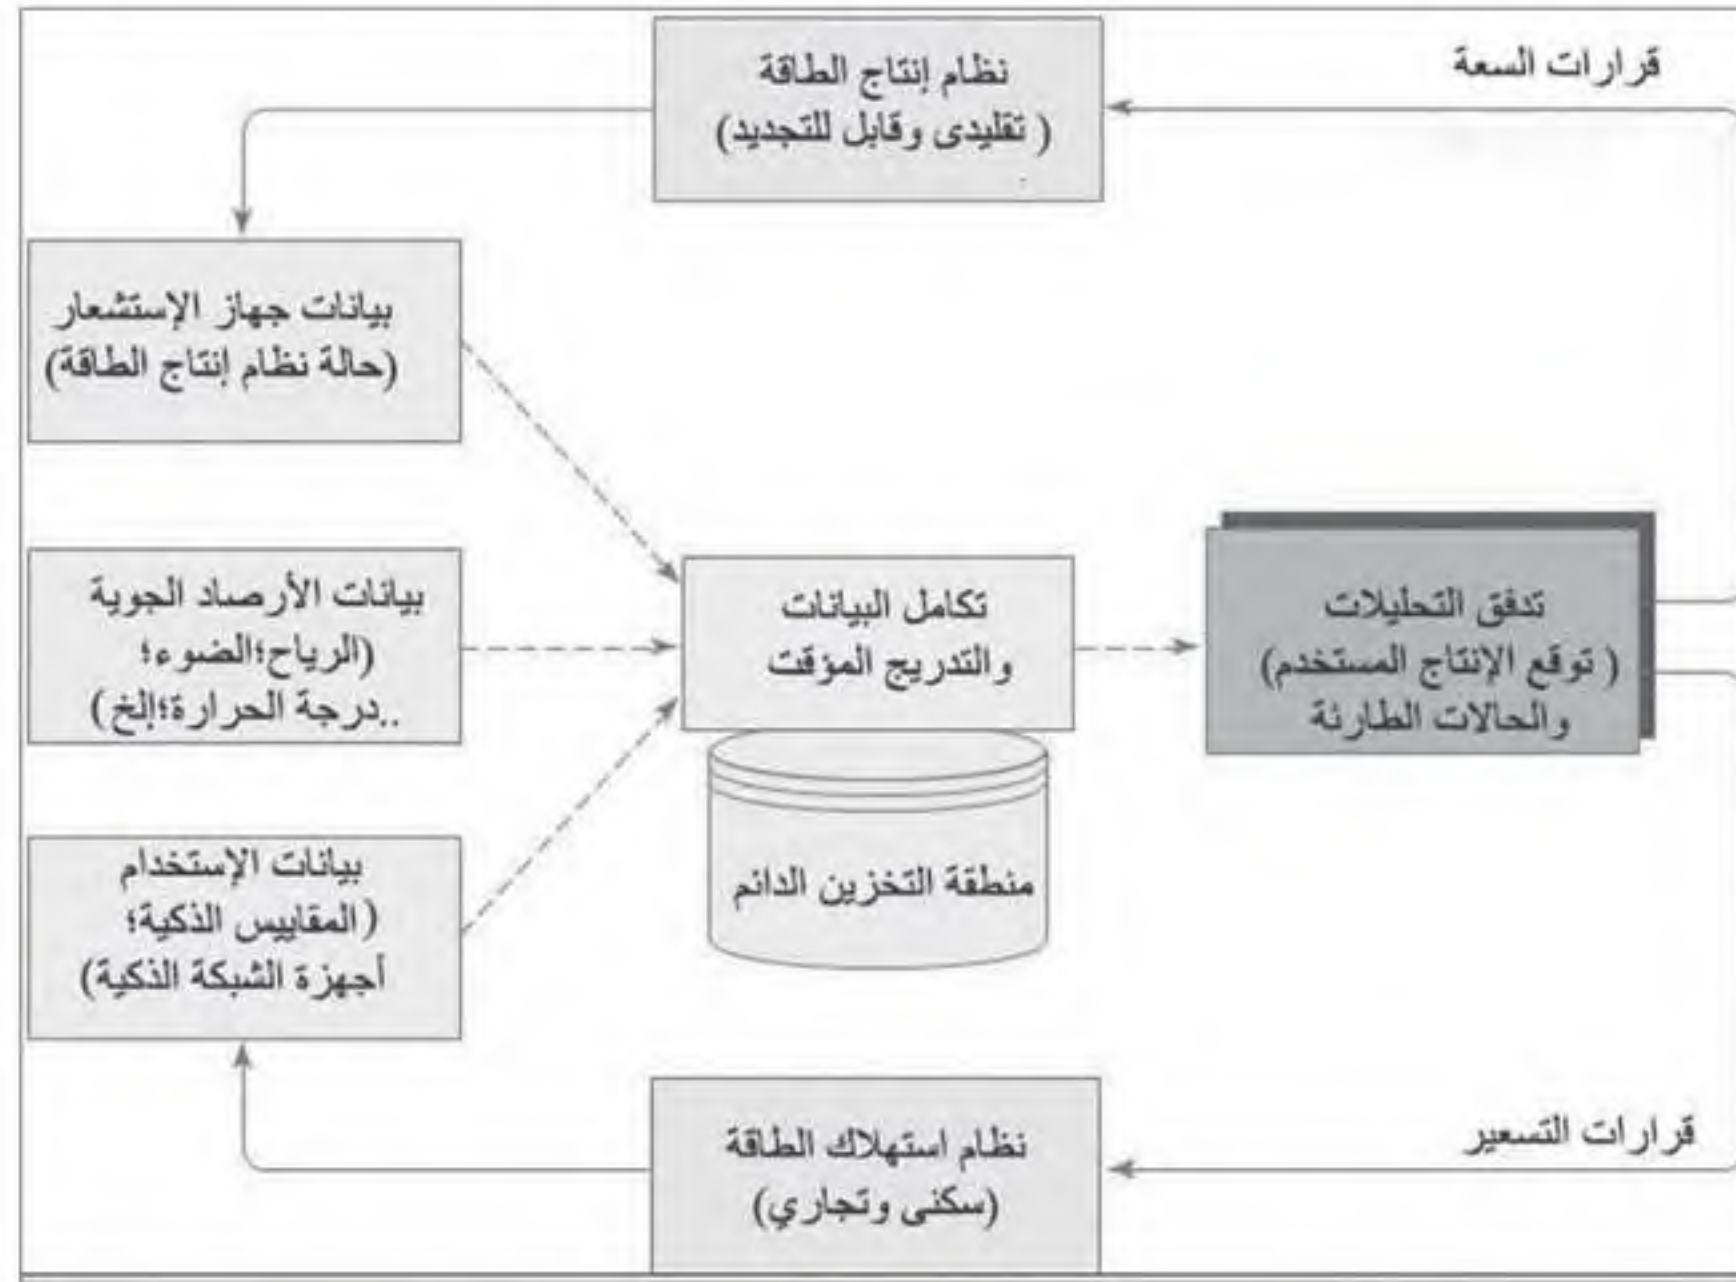 نظام إنتاج الطاقة
( تقليدى وقابل للتجديد)
قرارات السعة
بيانات جهاز الإستشعار
(حالة نظام إنتاج الطاقة)
بيانات الأرصاد الجوية
(الرياح؛الضوء؛
..درجة الحرارة؛إلخ)
تكامل البيانات
والتدريج المؤقت
تدفق التحليلات
( توقع الإنتاج المستخدم)
والحالات الطارئة
منطقة التخزين الدائم
بيانات الإستخدام
(المقاييس الذكية؛
أجهزة الشبكة الذكية)
نظام استهلاك الطاقة
(سكنى وتجاري)
قرارات التسعير